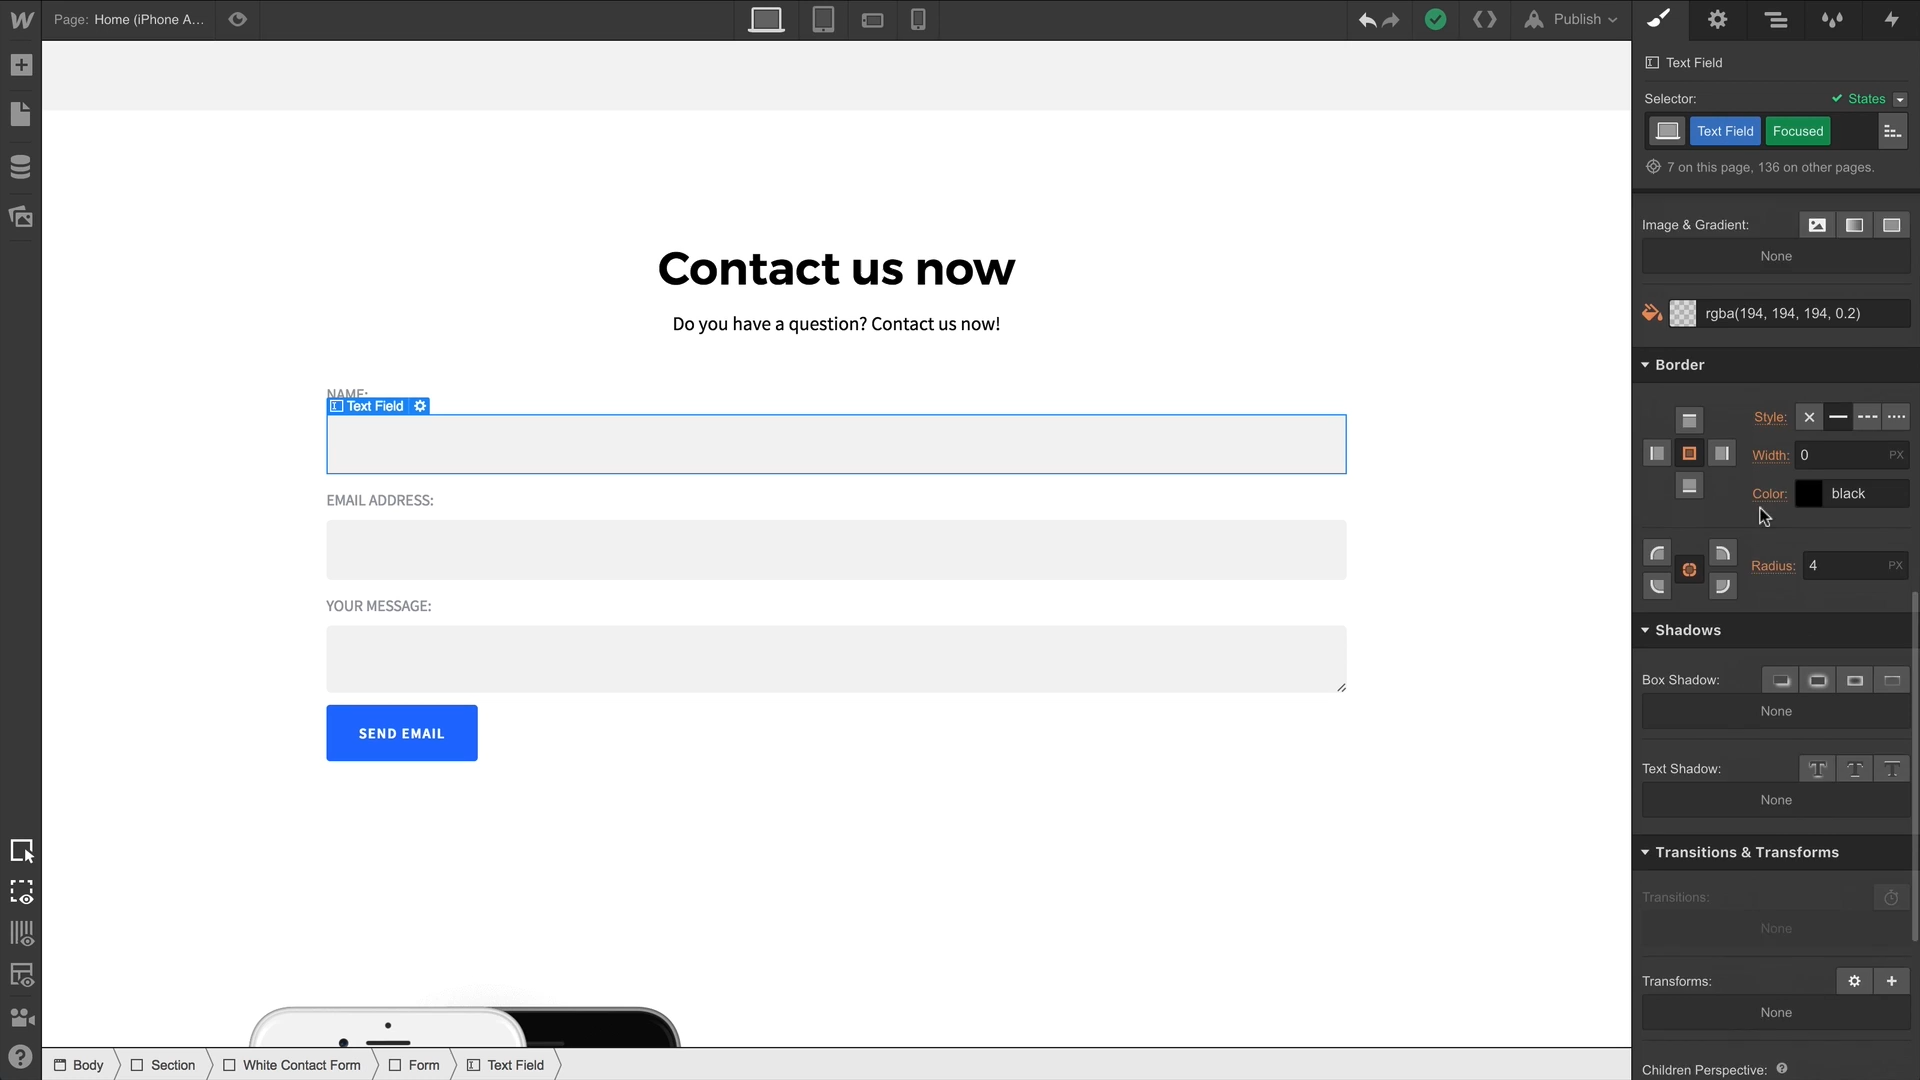 Page: Home (iPhone A...
Publish
Text Field
Selector:
States
Text Field
Focused
7 on this page, 136 on other pages.
Image & Gradient:
None
rgba(194, 194, 194, 0.2)
Border
Style:
Width: 0 PX
Color: black
Radius: 4 PX
Shadows
Box Shadow:
None
Text Shadow:
None
Transitions & Transforms
Transitions:
None
Transforms:
None
Children Perspective:
Contact us now
Do you have a question? Contact us now!
NAME:
Text Field
EMAIL ADDRESS:
YOUR MESSAGE:
SEND EMAIL
Body
Section
White Contact Form
Form
Text Field